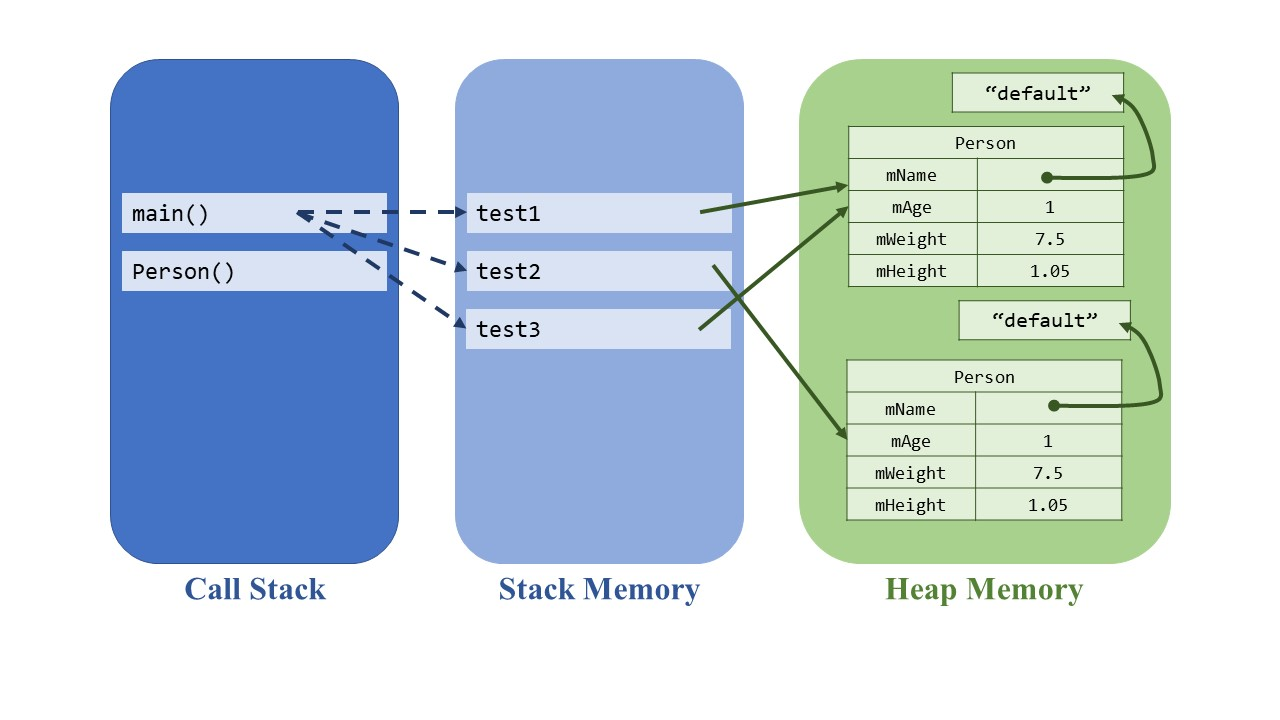 main()
Person()
Call Stack
test1
test2
test3
Stack Memory
“default”
Person
mName
mAge 1
mWeight 7.5
mHeight 1.05
“default”
Person
mName
mAge 1
mWeight 7.5
mHeight 1.05
Heap Memory